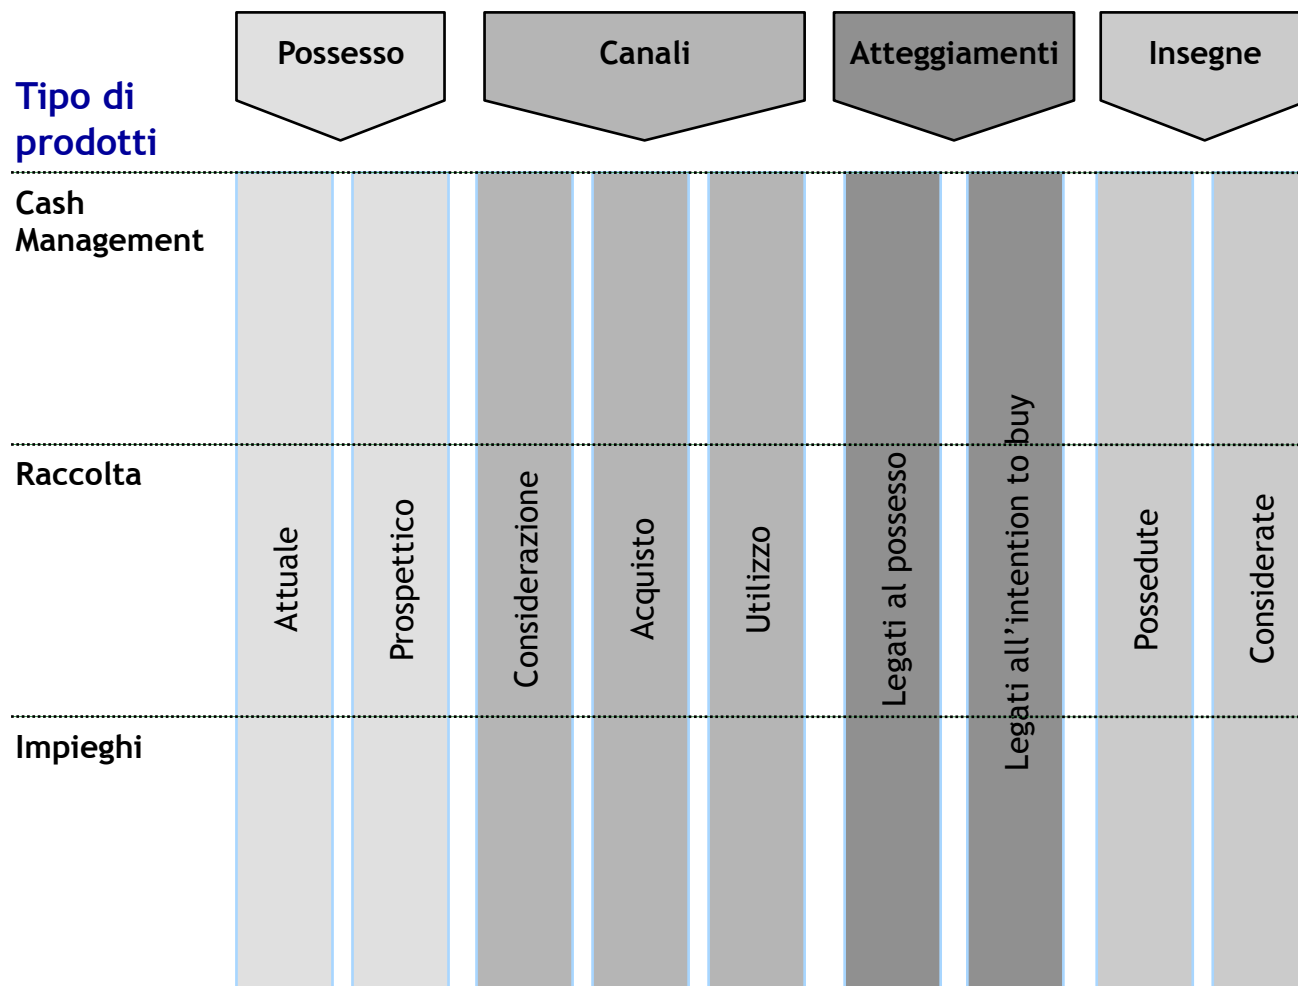 Possesso
Canali
Atteggiamenti
Insegne
Tipo di
prodotti
Cash
Management
Raccolta
Impieghi
Attuale
Prospettico
Considerazione
Acquisto
Utilizzo
Legati al possesso
Legati all’intention to buy
Possedute
Considerate